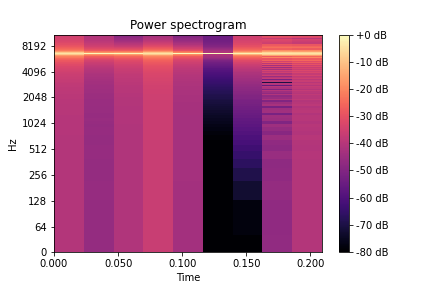 Power spectrogram
8192
4096
2048
1024
512
256
128
64
0
Hz
0.000 0.050 0.100 0.150 0.200
Time
+0 dB
-10 dB
-20 dB
-30 dB
-40 dB
-50 dB
-60 dB
-70 dB
-80 dB